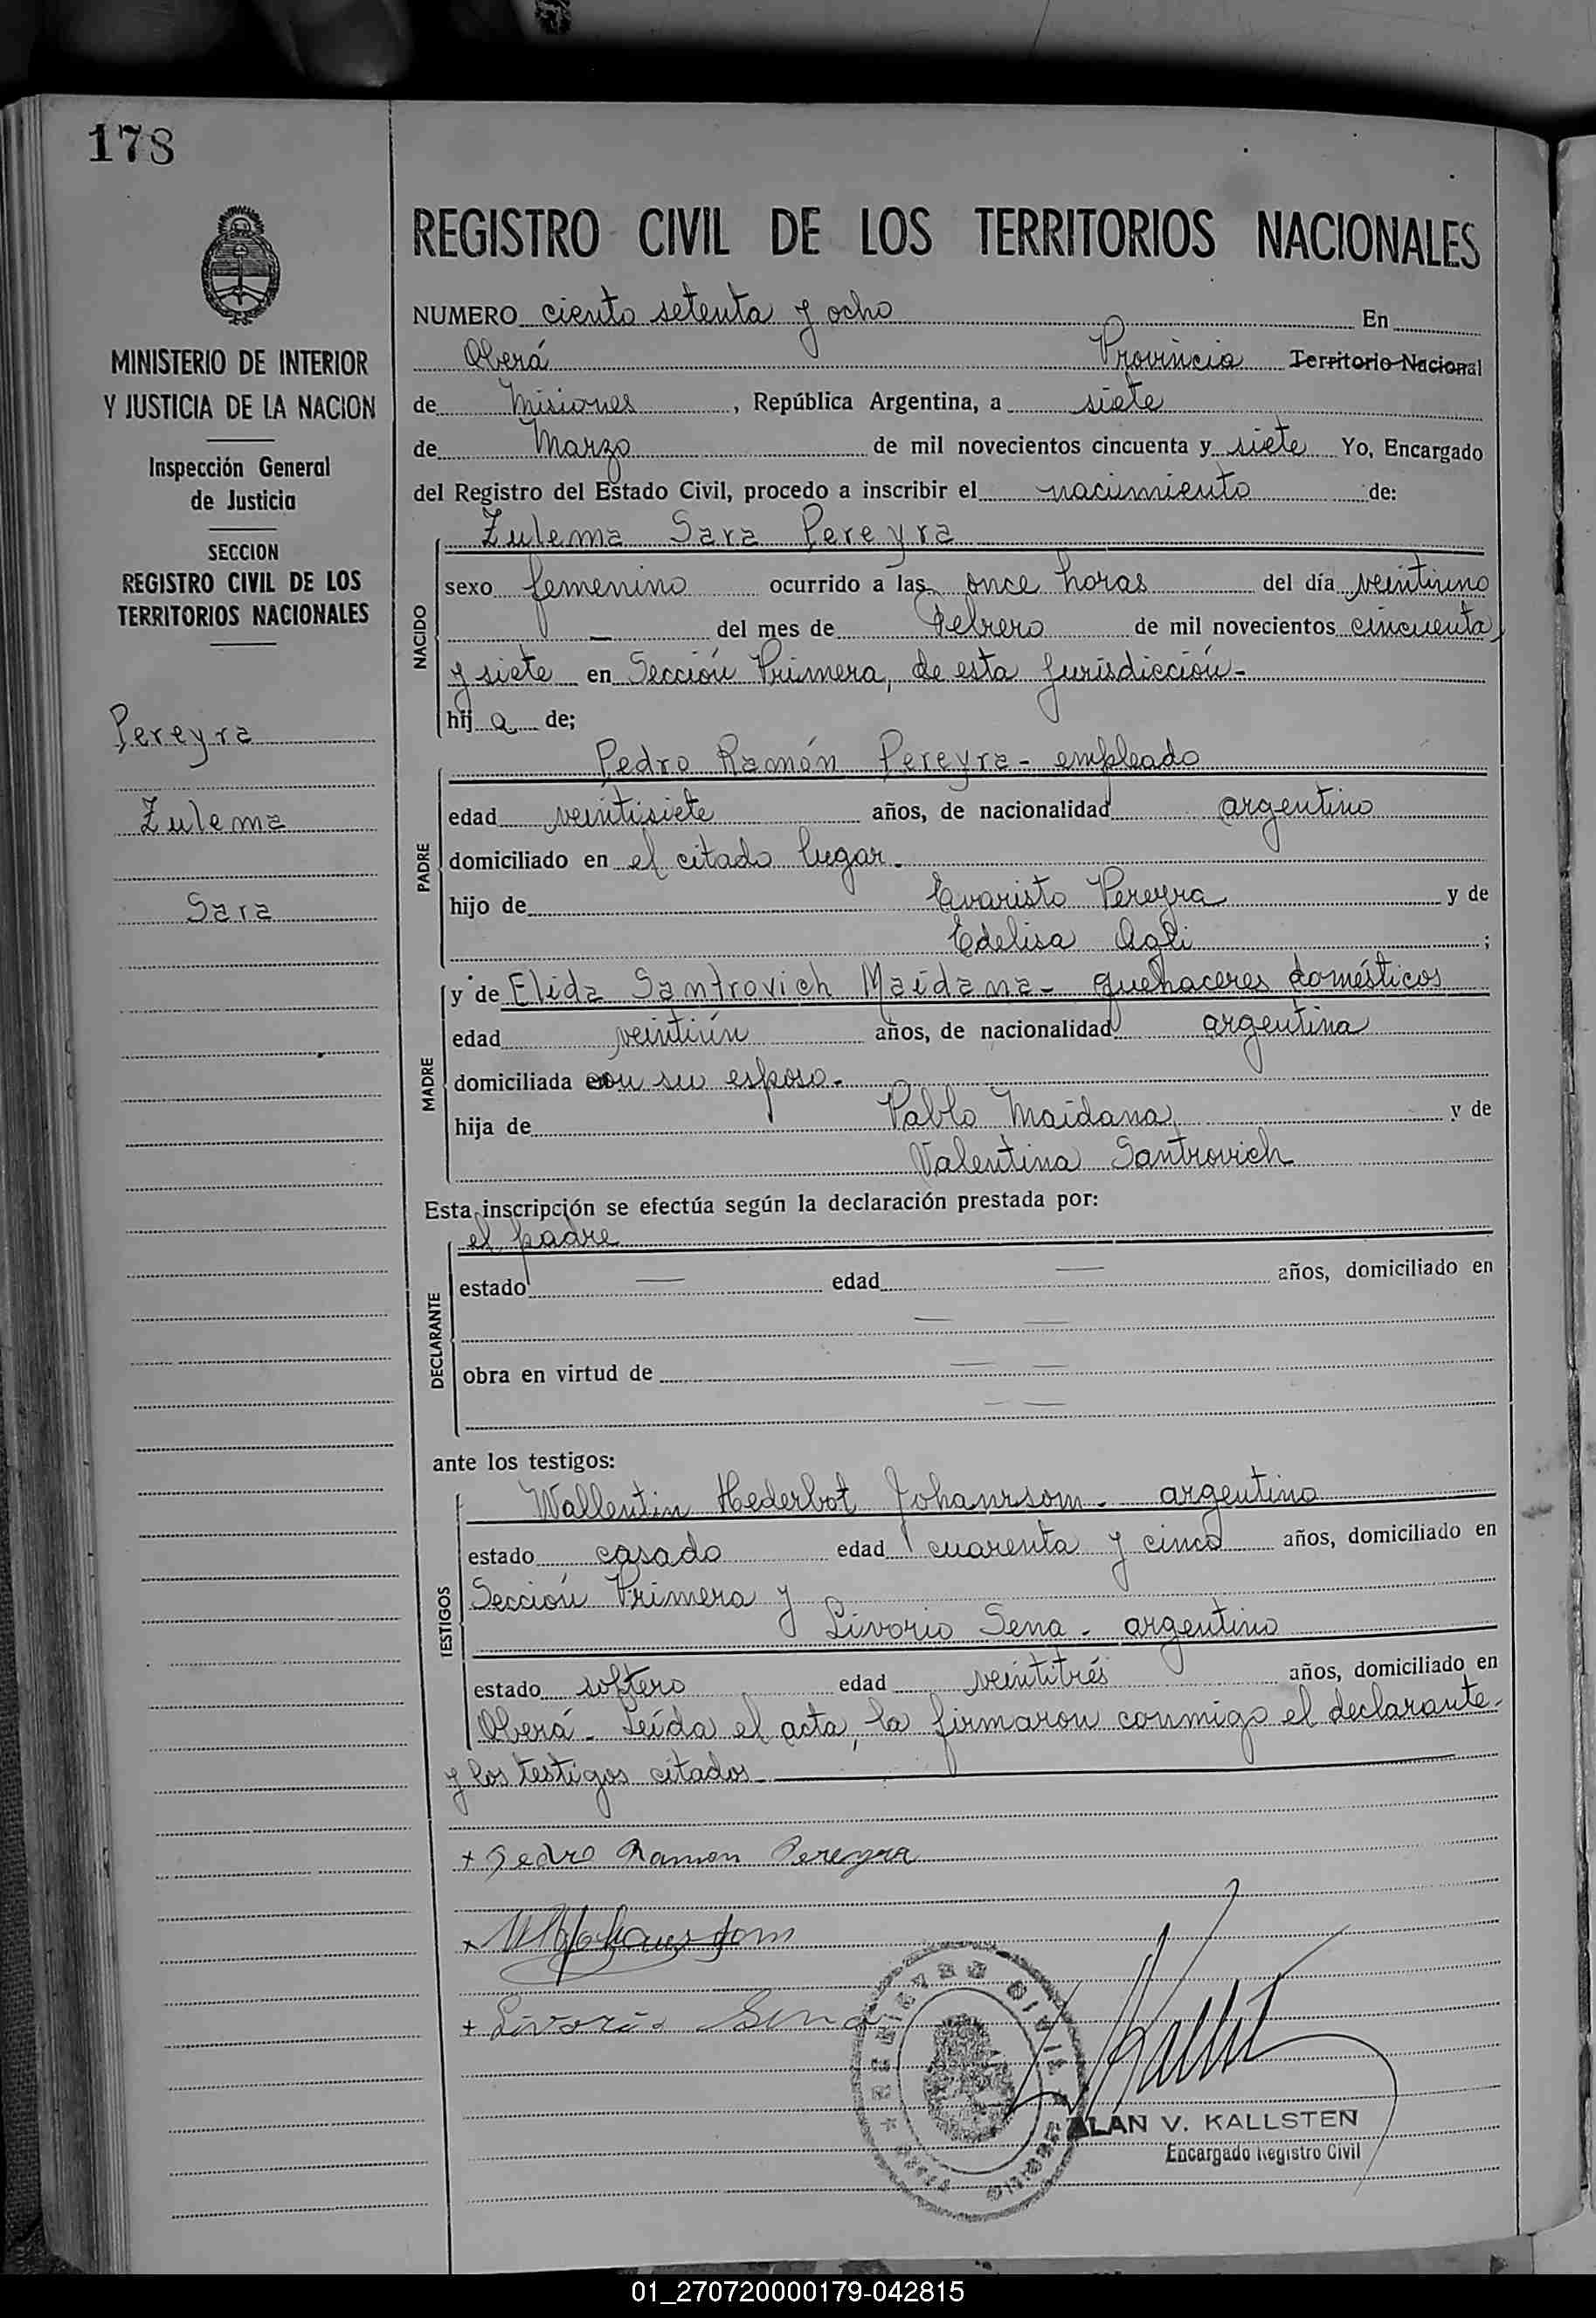 178
MINISTERIO DE INTERIOR
Y JUSTICIA DE LA NACION
Inspección General
de Justicia
SECCION
REGISTRO CIVIL DE LOS
TERRITORIOS NACIONALES
Pereyra
Zulema
Sara
REGISTRO CIVIL DE LOS TERRITORIOS NACIONALES
NUMERO ciento setenta y ocho En
Oberá Provincia Territorio Nacional
de Misiones, República Argentina, a siete
de Marzo de mil novecientos cincuenta y siete Yo, Encargado
del Registro del Estado Civil, procedo a inscribir el nacimiento de:
NACIDO
Zulema Sara Pereyra
sexo femenino ocurrido a las once horas del día veintiuno
— del mes de Febrero de mil novecientos cincuenta
y siete en Sección Primera, de esta Jurisdicción-
hij a de;
PADRE
Pedro Ramón Pereyra - empleado
edad veintisiete años, de nacionalidad argentino
domiciliado en el citado lugar.
hijo de Evaristo Pereyra y de
Edelisa Agli ;
MADRE
y de Elida Santrovich Maidana - quehaceres domésticos
edad veintiún años, de nacionalidad argentina
domiciliada con su esposo.
hija de Pablo Maidana y de
Valentina Santrovich
Esta inscripción se efectúa según la declaración prestada por:
DECLARANTE
el padre
estado — edad — años, domiciliado en
— —
obra en virtud de — —
— —
ante los testigos:
TESTIGOS
Wallentin Hederbot Johanrsom - argentino
estado casado edad cuarenta y cinco años, domiciliado en
Sección Primera y
Livorio Sena - argentino
estado soltero edad veintitrés años, domiciliado en
Oberá - Leída el acta, la firmaron conmigo el declarante
y los testigos citados
+ Pedro Ramon Pereyra
+ Livorio Sena
REGISTRO CIVIL
ALAN V. KALLSTEN
Encargado Registro Civil
01_270720000179-042815